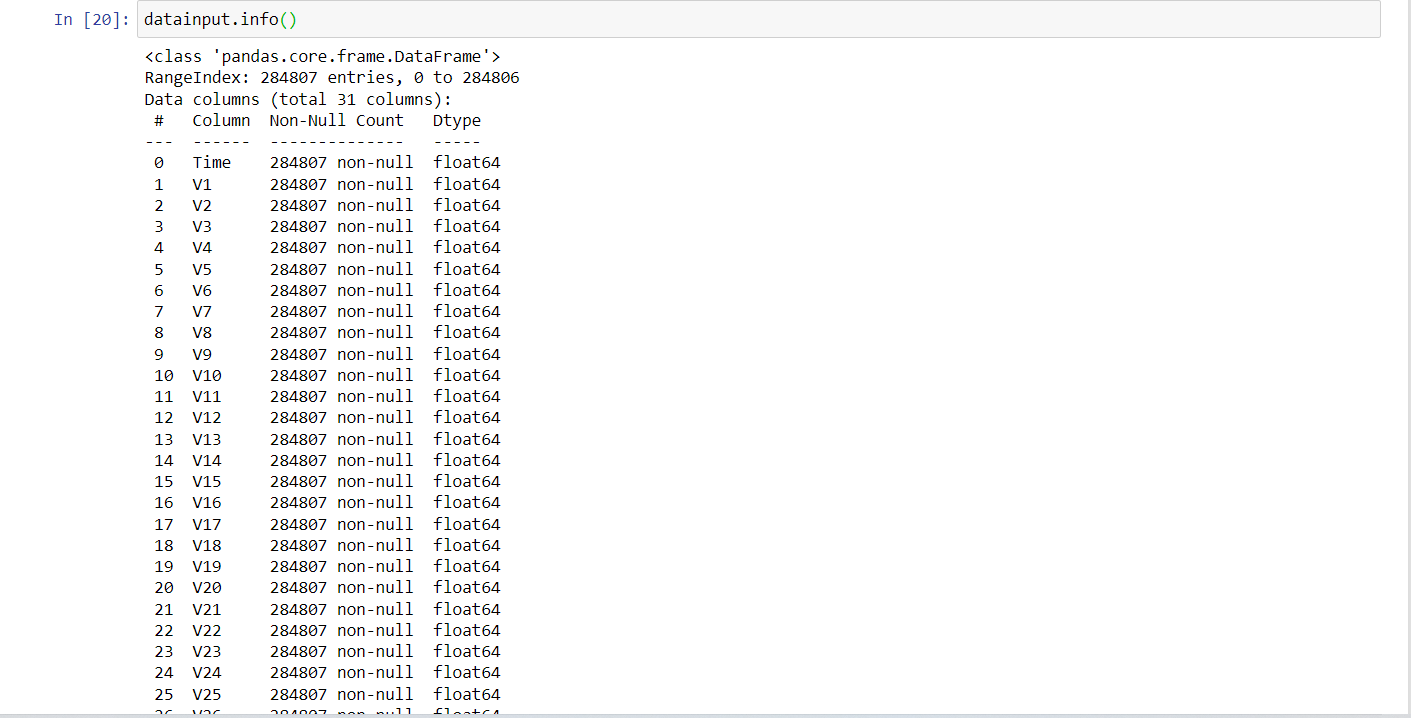 In [20]: datainput.info()
<class 'pandas.core.frame.DataFrame'>
RangeIndex: 284807 entries, 0 to 284806
Data columns (total 31 columns):
# Column Non-Null Count Dtype
--- ------ -------------- -----
0 Time 284807 non-null float64
1 V1 284807 non-null float64
2 V2 284807 non-null float64
3 V3 284807 non-null float64
4 V4 284807 non-null float64
5 V5 284807 non-null float64
6 V6 284807 non-null float64
7 V7 284807 non-null float64
8 V8 284807 non-null float64
9 V9 284807 non-null float64
10 V10 284807 non-null float64
11 V11 284807 non-null float64
12 V12 284807 non-null float64
13 V13 284807 non-null float64
14 V14 284807 non-null float64
15 V15 284807 non-null float64
16 V16 284807 non-null float64
17 V17 284807 non-null float64
18 V18 284807 non-null float64
19 V19 284807 non-null float64
20 V20 284807 non-null float64
21 V21 284807 non-null float64
22 V22 284807 non-null float64
23 V23 284807 non-null float64
24 V24 284807 non-null float64
25 V25 284807 non-null float64
26 V26 284807 non-null float64